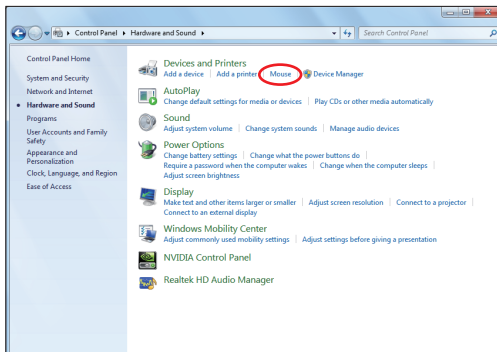 Control Panel ▸ Hardware and Sound ▸ Search Control Panel
Control Panel Home
System and Security
Network and Internet
Hardware and Sound
Programs
User Accounts and Family
Safety
Appearance and
Personalization
Clock, Language, and Region
Ease of Access
Devices and Printers
Add a device | Add a printer | Mouse | Device Manager
AutoPlay
Change default settings for media or devices | Play CDs or other media automatically
Sound
Adjust system volume | Change system sounds | Manage audio devices
Power Options
Change battery settings | Change what the power buttons do |
Require a password when the computer wakes | Change when the computer sleeps |
Adjust screen brightness
Display
Make text and other items larger or smaller | Adjust screen resolution | Connect to a projector |
Connect to an external display
Windows Mobility Center
Adjust commonly used mobility settings | Adjust settings before giving a presentation
NVIDIA Control Panel
Realtek HD Audio Manager